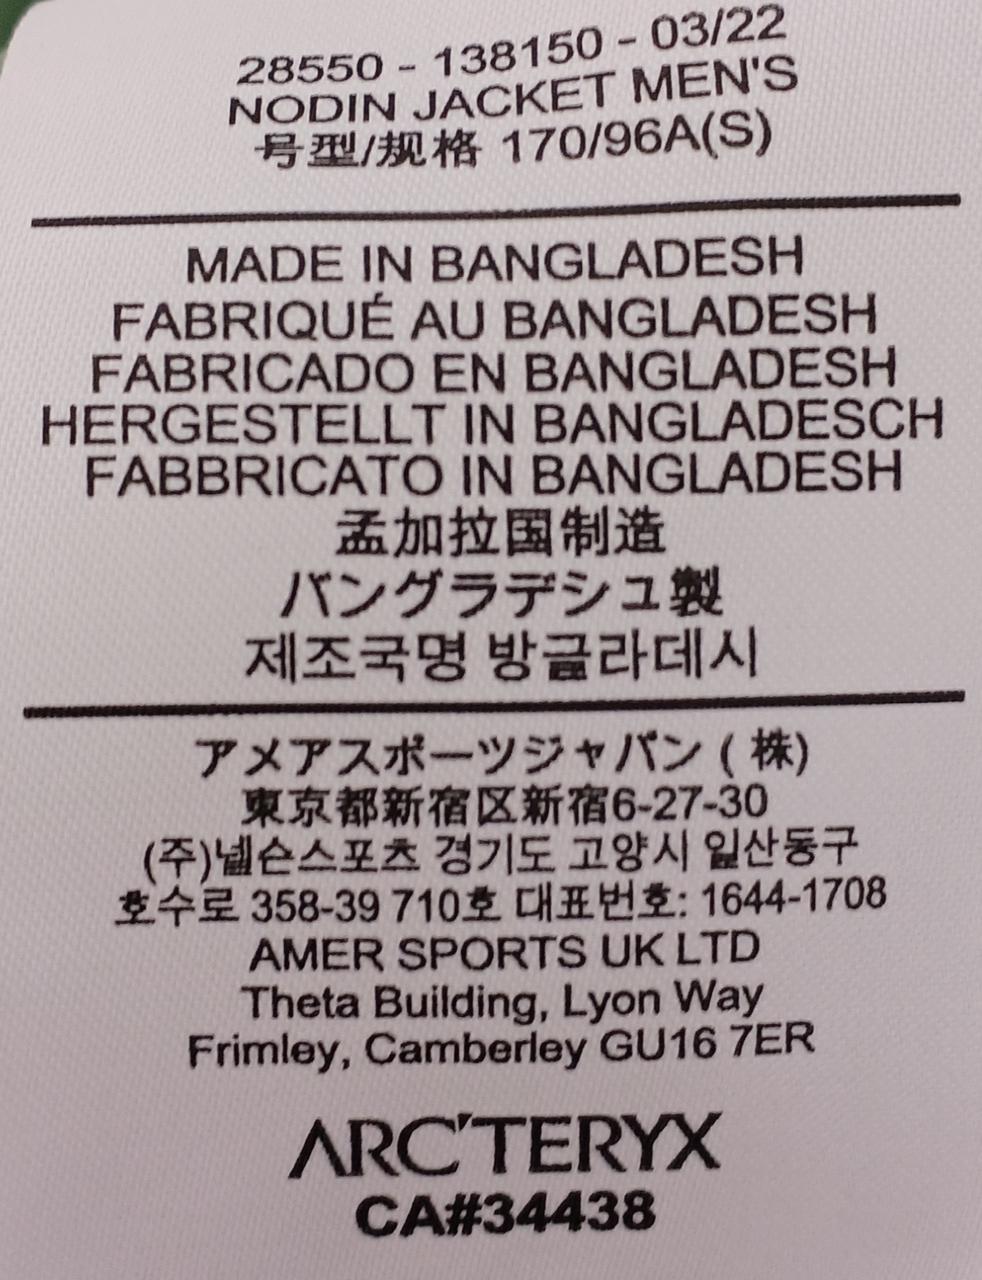 28550 - 138150 - 03/22
NODIN JACKET MEN'S
号型/规格 170/96A(S)
MADE IN BANGLADESH
FABRIQUÉ AU BANGLADESH
FABRICADO EN BANGLADESH
HERGESTELLT IN BANGLADESCH
FABBRICATO IN BANGLADESH
孟加拉国制造
バングラデシュ製
제조국명 방글라데시
アメアスポーツジャパン ( 株)
東京都新宿区新宿6-27-30
(주)넬슨스포츠 경기도 고양시 일산동구
호수로 358-39 710호 대표번호: 1644-1708
AMER SPORTS UK LTD
Theta Building, Lyon Way
Frimley, Camberley GU16 7ER
ARC'TERYX
CA#34438